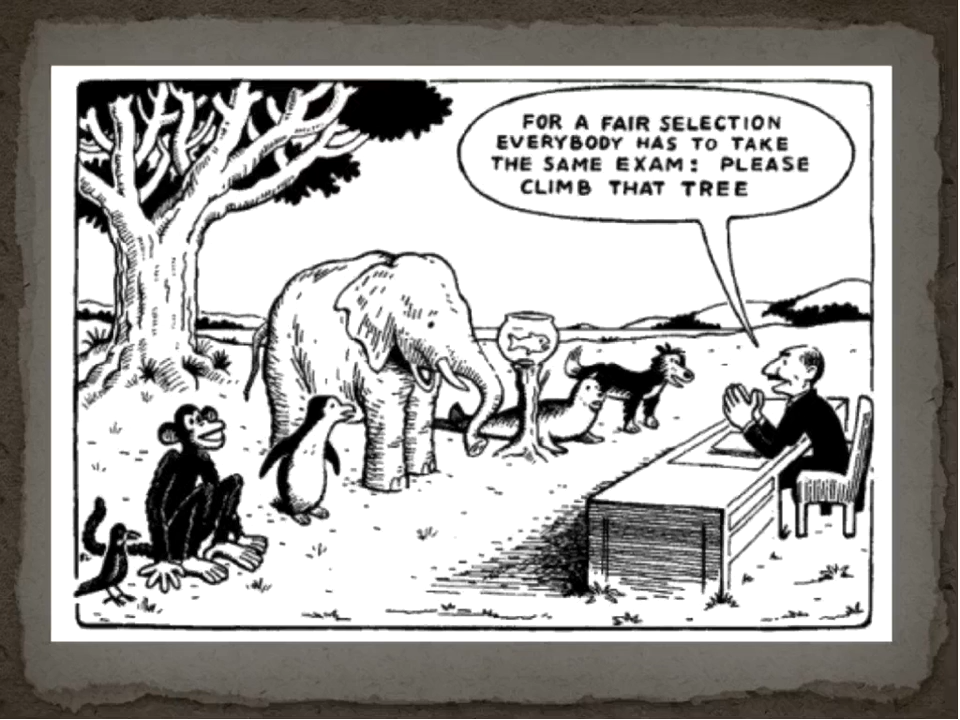 FOR A FAIR SELECTION
EVERYBODY HAS TO TAKE
THE SAME EXAM: PLEASE
CLIMB THAT TREE